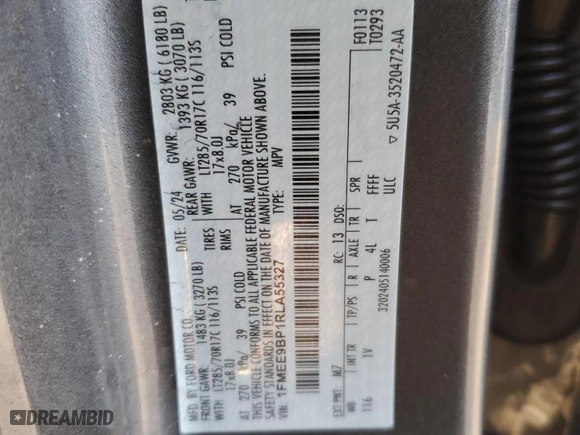 MFD. BY FORD MOTOR CO.
DATE: 05/24 GVWR: 2803 KG ( 6180 LB)
FRONT GAWR: 1483 KG (3270 LB) REAR GAWR: 1393 KG ( 3070 LB)
LT285/70R17C 116/113S TIRES WITH LT285/70R17C 116/113S
17x8.0J RIMS 17x8.0J
AT 270 kPa/ 39 PSI COLD AT 270 kPa/ 39 PSI COLD
THIS VEHICLE CONFORMS TO ALL APPLICABLE FEDERAL MOTOR VEHICLE
SAFETY STANDARDS IN EFFECT ON THE DATE OF MANUFACTURE SHOWN ABOVE.
VIN: 1FMEE9BP1RLA55327 TYPE: MPV
F0113
T0293
EXT PNT: M7 RC: 13 DSO:
WB INT TR TP/PS R AXLE TR SPR
116 1V P 4L T FFFF
ULC
3202405140006
5U5A-3520472-AA
DREAMBID